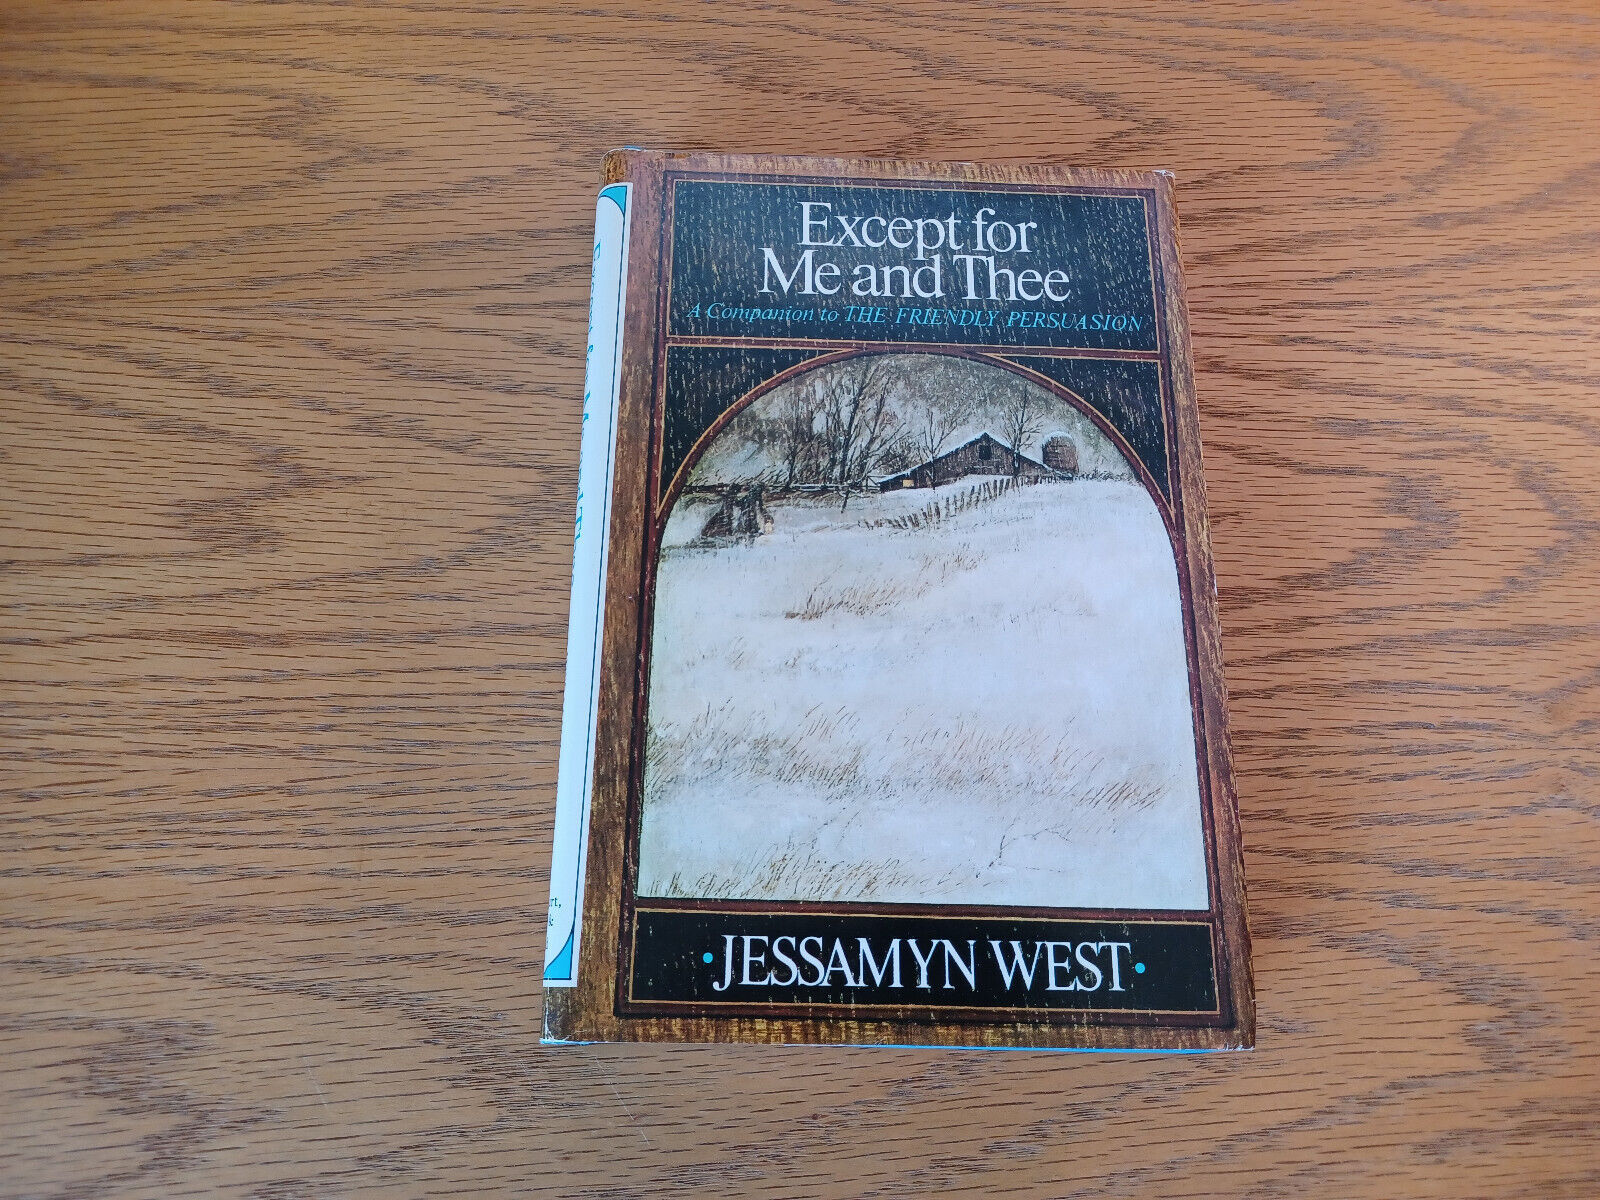 Except for
Me and Thee
A Companion to THE FRIENDLY PERSUASION
• JESSAMYN WEST •